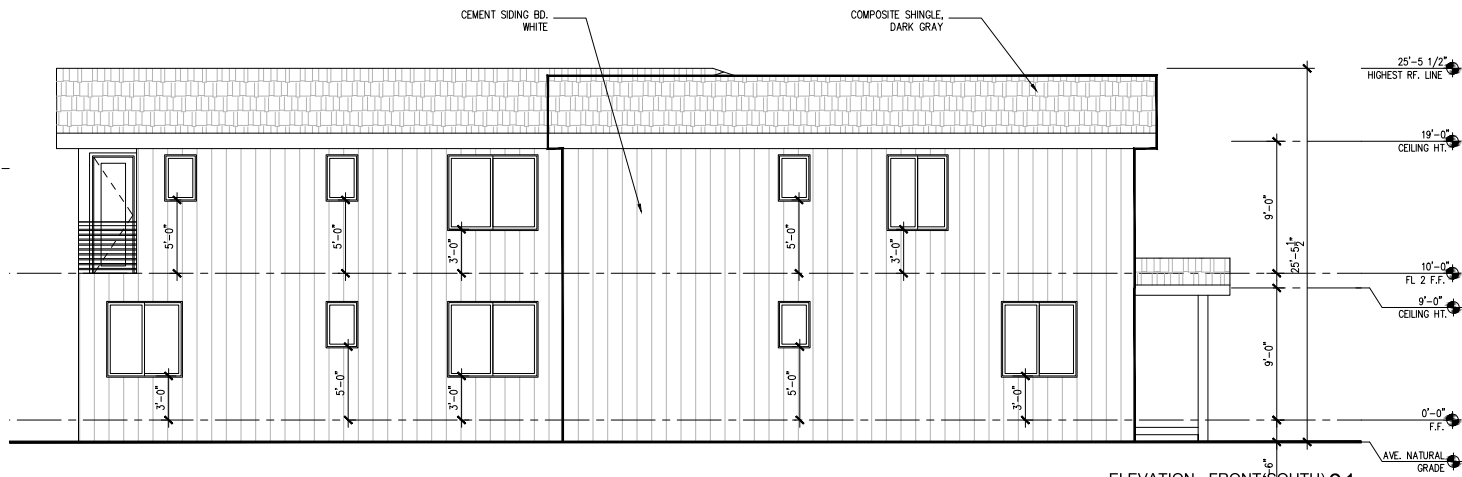 CEMENT SIDING BD.
WHITE
COMPOSITE SHINGLE,
DARK GRAY
25'-5 1/2"
HIGHEST RF. LINE
19'-0"
CEILING HT.
9'-0"
25'-5 1/2"
5'-0"
5'-0"
3'-0"
5'-0"
3'-0"
10'-0"
FL 2 F.F.
9'-0"
CEILING HT.
9'-0"
3'-0"
5'-0"
3'-0"
5'-0"
3'-0"
0'-0"
F.F.
AVE. NATURAL
GRADE
6"